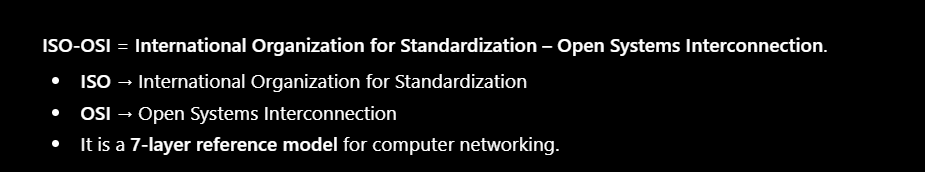 ISO-OSI = International Organization for Standardization – Open Systems Interconnection.
• ISO → International Organization for Standardization
• OSI → Open Systems Interconnection
• It is a 7-layer reference model for computer networking.